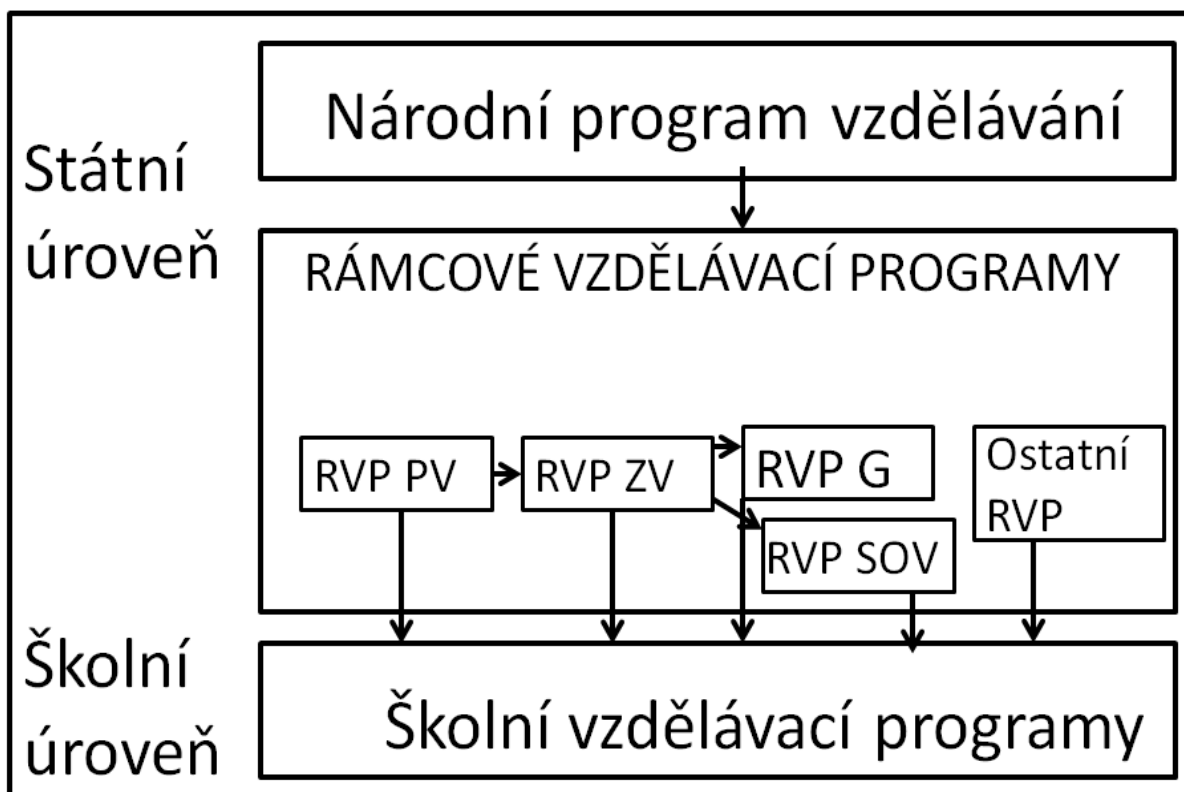 Národní program vzdělávání
Státní
úroveň
RÁMCOVÉ VZDĚLÁVACÍ PROGRAMY
RVP PV
RVP ZV
RVP G
RVP SOV
Ostatní
RVP
Školní
úroveň
Školní vzdělávací programy